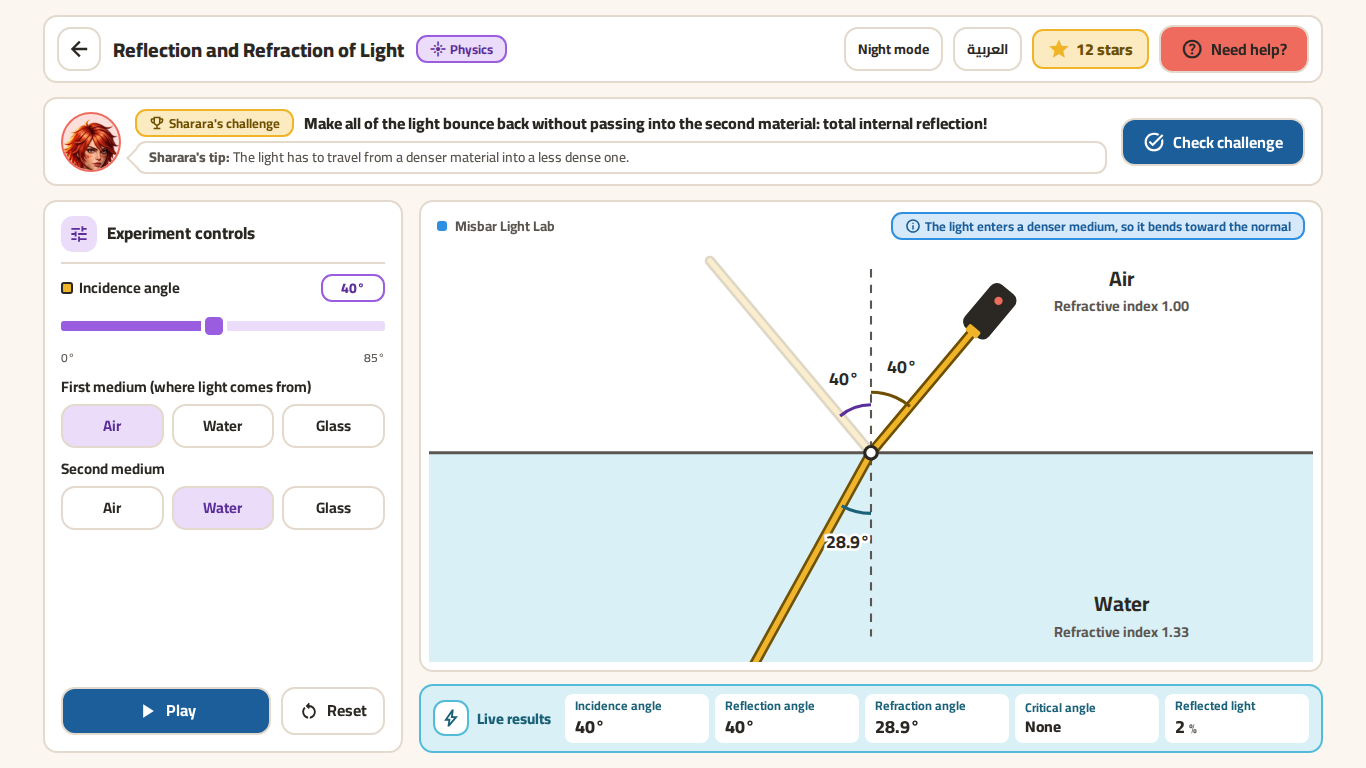 Reflection and Refraction of Light
Physics
Night mode
العربية
12 stars
Need help?
Sharara's challenge
Make all of the light bounce back without passing into the second material: total internal reflection!
Sharara's tip: The light has to travel from a denser material into a less dense one.
Check challenge
Experiment controls
Incidence angle
40°
0°
85°
First medium (where light comes from)
Air
Water
Glass
Second medium
Air
Water
Glass
Play
Reset
Misbar Light Lab
The light enters a denser medium, so it bends toward the normal
Air
Refractive index 1.00
40°
40°
28.9°
Water
Refractive index 1.33
Live results
Incidence angle
40°
Reflection angle
40°
Refraction angle
28.9°
Critical angle
None
Reflected light
2 %